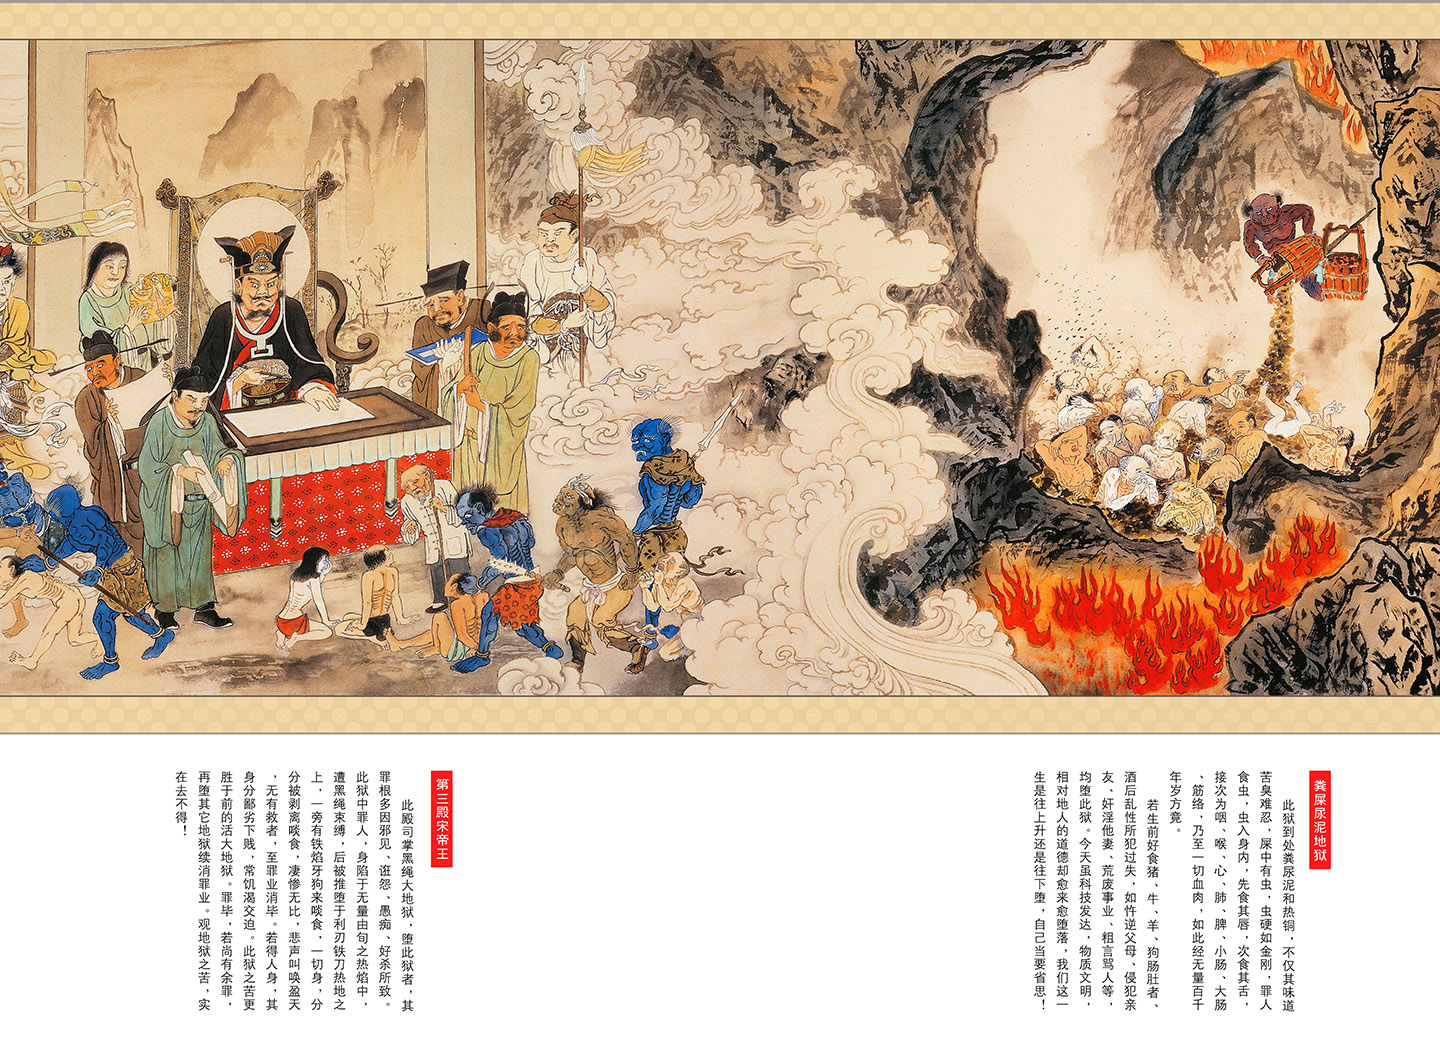 粪屎尿泥地狱
此狱到处粪尿泥和热铜，不仅其味道
苦臭难忍，屎中有虫，虫硬如金刚，罪人
食虫，虫入身内，先食其唇，次食其舌，
接次为咽、喉、心、肺、脾、小肠、大肠
、筋络，乃至一切血肉，如此经无量百千
年岁方竟。
若生前好食猪、牛、羊、狗肠肚者、
酒后乱性所犯过失，如忤逆父母、侵犯亲
友、奸淫他妻、荒废事业、粗言骂人等，
均堕此狱。今天虽科技发达，物质文明，
相对地人的道德却愈来愈堕落，我们这一
生是往上升还是往下堕，自己当要省思！
第三殿宋帝王
此殿司掌黑绳大地狱，堕此狱者，其
罪根多因邪见、诳怨、愚痴、好杀所致。
此狱中罪人，身陷于无量由旬之热焰中，
遭黑绳束缚，后被推堕于利刃铁刀热地之
上，一旁有铁焰牙狗来啖食，一切身，分
分被剥离啖食，凄惨无比，悲声叫唤盈天
，无有救者，至罪业消毕。若得人身，其
身分鄙劣下贱，常饥渴交迫。此狱之苦更
胜于前的活大地狱。罪毕，若尚有余罪，
再堕其它地狱续消罪业。观地狱之苦，实
在去不得！